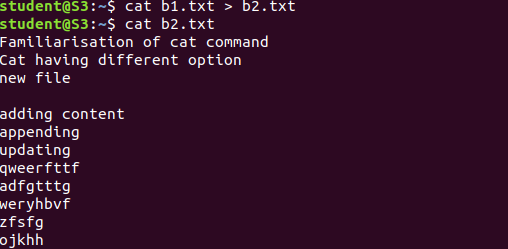 student@S3:~$ cat b1.txt > b2.txt
student@S3:~$ cat b2.txt
Familiarisation of cat command
Cat having different option
new file

adding content
appending
updating
qweerfttf
adfgtttg
weryhbvf
zfsfg
ojkhh